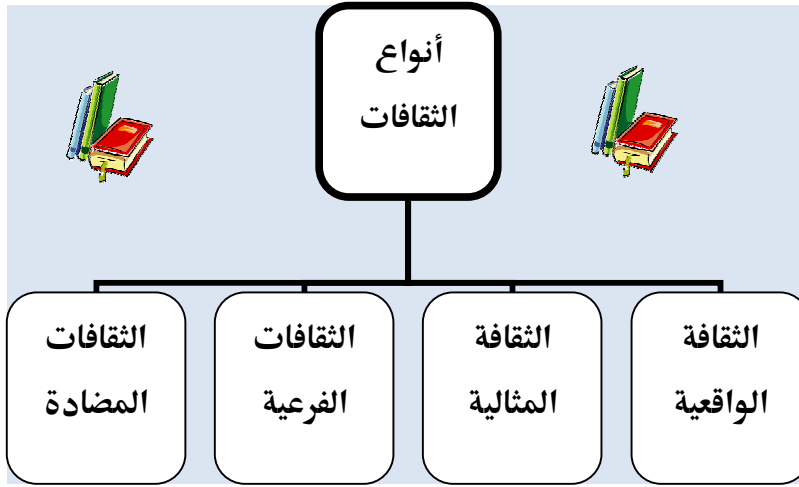 أنواع
الثقافات
الثقافة
الواقعية
الثقافة
المثالية
الثقافات
الفرعية
الثقافات
المضادة